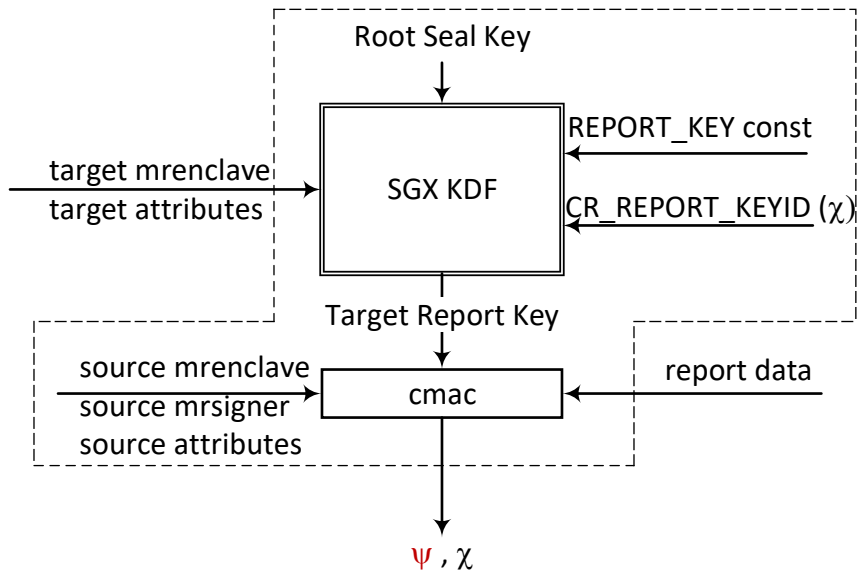 Root Seal Key
REPORT_KEY const
target mrenclave
SGX KDF
target attributes
CR_REPORT_KEYID (χ)
Target Report Key
source mrenclave
report data
cmac
source mrsigner
source attributes
ψ , χ